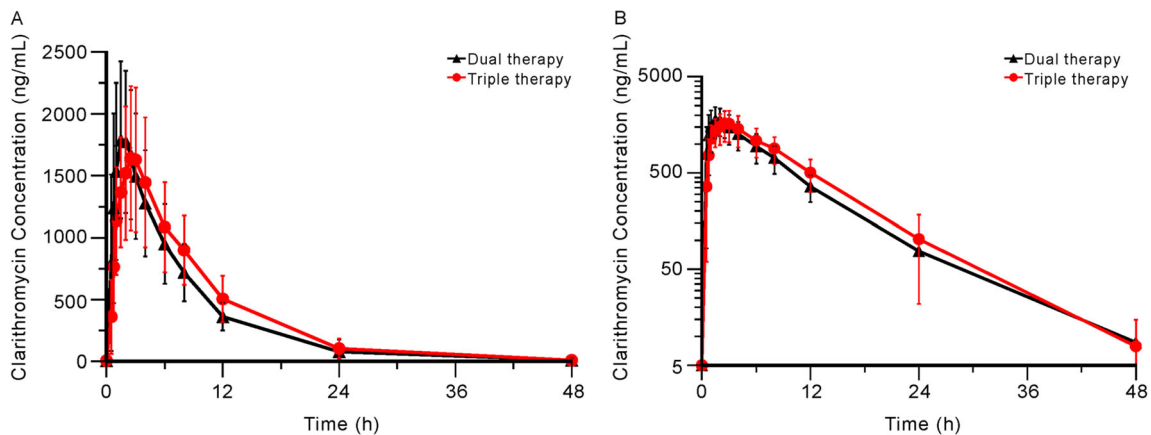 A
Clarithromycin Concentration (ng/mL)
2500
2000
1500
1000
500
0
Dual therapy
Triple therapy
0 12 24 36 48
Time (h)
B
Clarithromycin Concentration (ng/mL)
5000
500
50
5
Dual therapy
Triple therapy
0 12 24 36 48
Time (h)